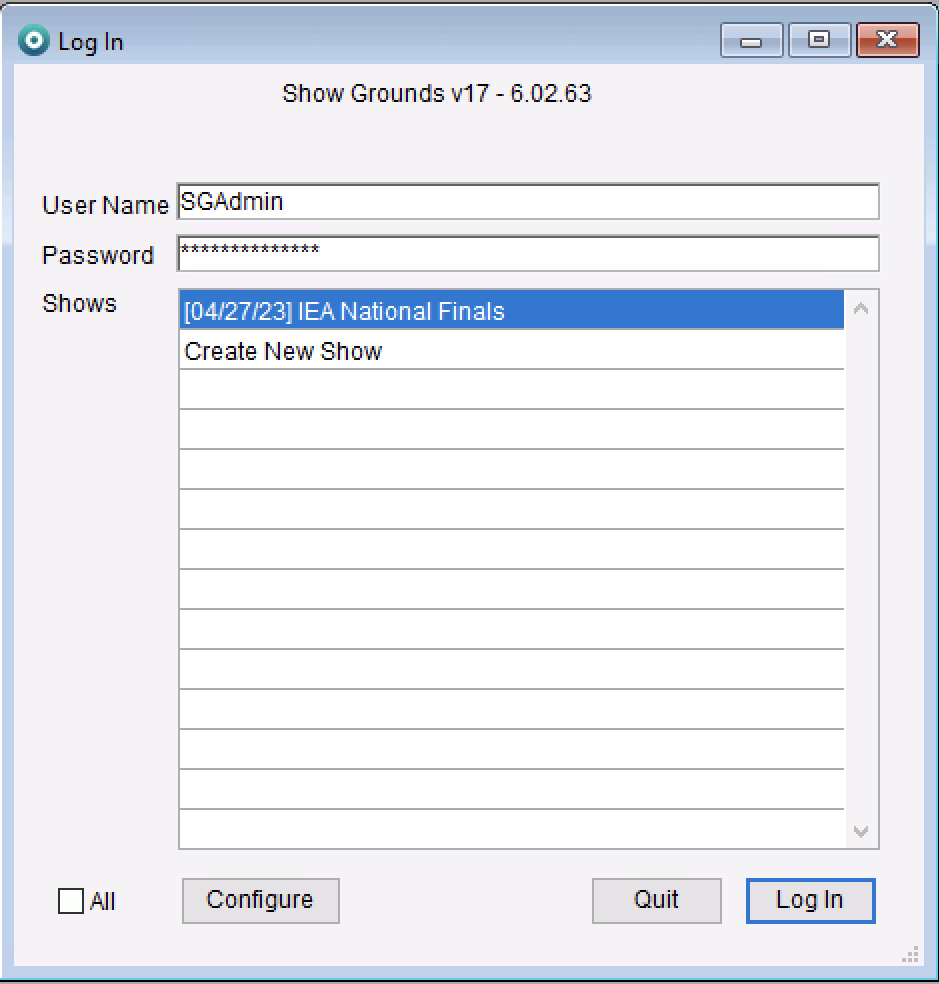 Log In
Show Grounds v17 - 6.02.63
User Name SGAdmin
Password **************
Shows
[04/27/23] IEA National Finals
Create New Show
All Configure Quit Log In